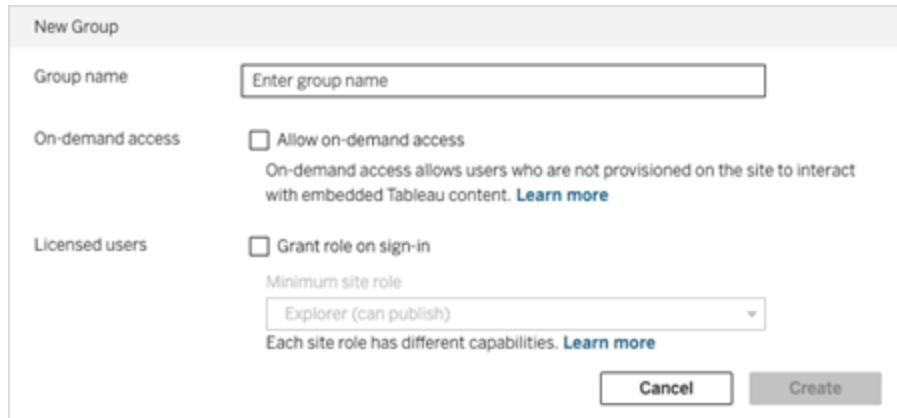 New Group
Group name
Enter group name
On-demand access
Allow on-demand access
On-demand access allows users who are not provisioned on the site to interact
with embedded Tableau content. Learn more
Licensed users
Grant role on sign-in
Minimum site role
Explorer (can publish)
Each site role has different capabilities. Learn more
Cancel
Create